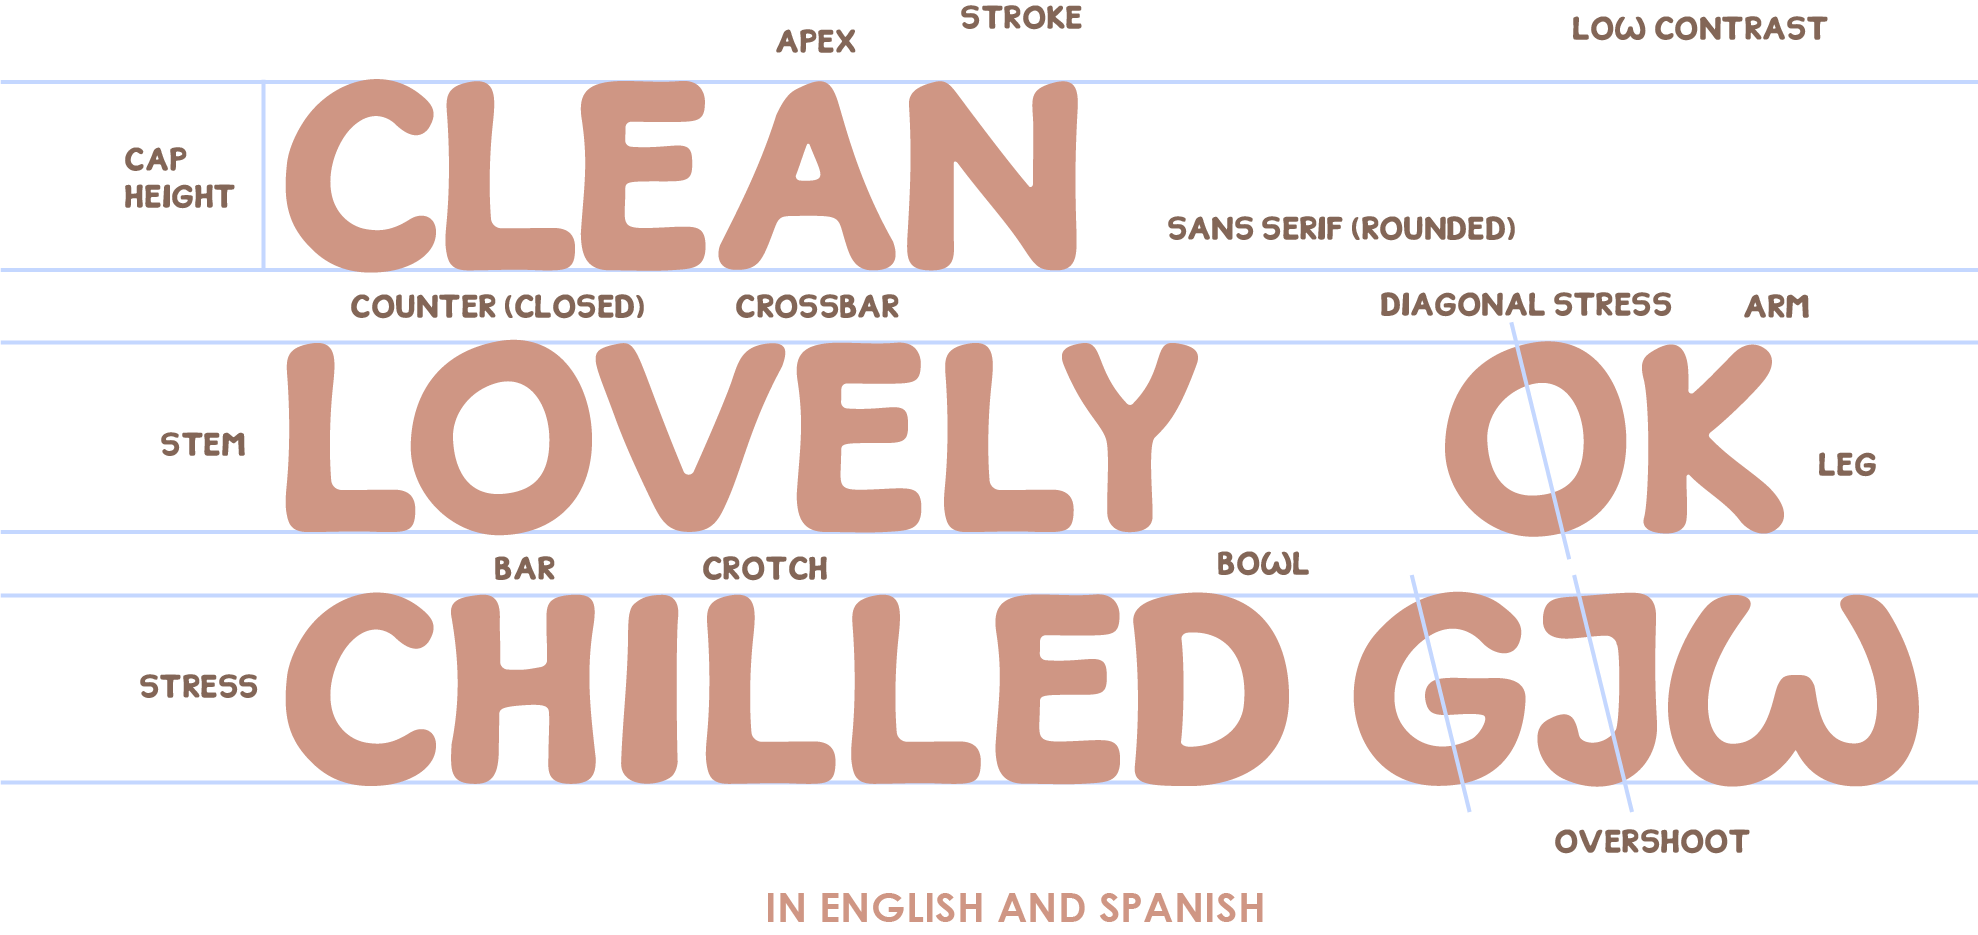 STROKE
APEX
LOW CONTRAST
CLEAN
CAP
HEIGHT
SANS SERIF (ROUNDED)
COUNTER (CLOSED)
CROSSBAR
DIAGONAL STRESS
ARM
LOVELY OK
STEM
LEG
BAR
CROTCH
BOWL
CHILLED GJW
STRESS
OVERSHOOT
IN ENGLISH AND SPANISH